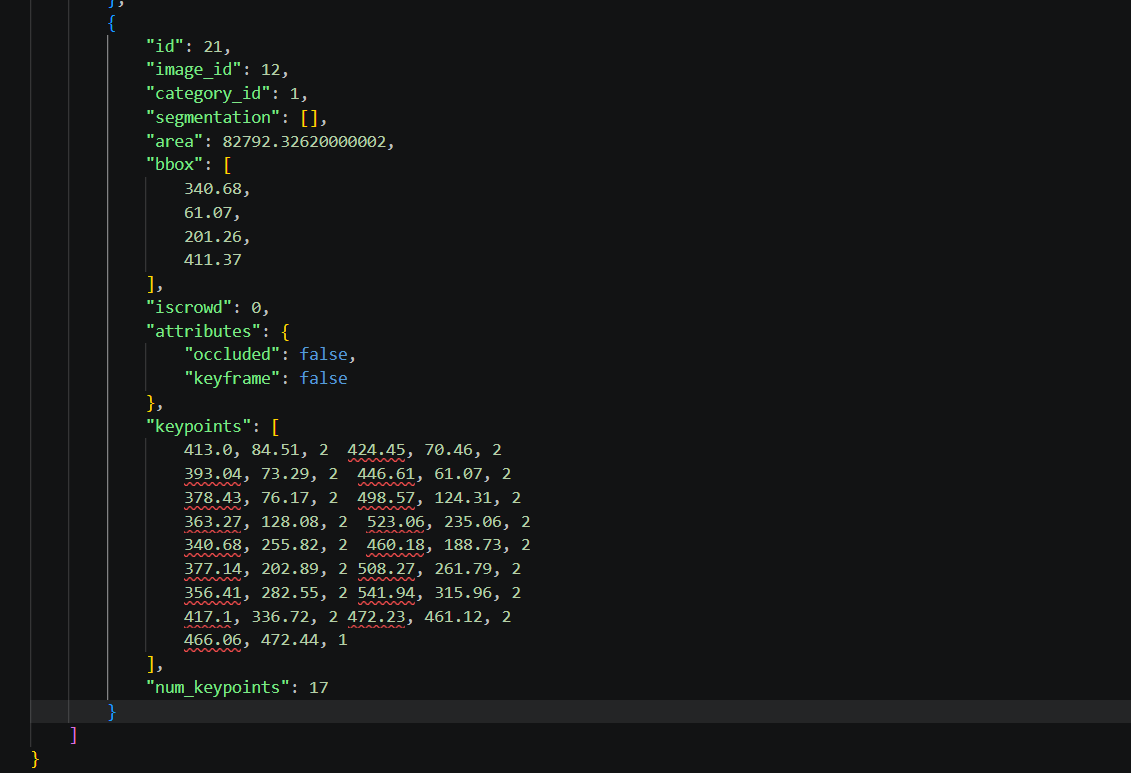 },
{
"id": 21,
"image_id": 12,
"category_id": 1,
"segmentation": [],
"area": 82792.32620000002,
"bbox": [
340.68,
61.07,
201.26,
411.37
],
"iscrowd": 0,
"attributes": {
"occluded": false,
"keyframe": false
},
"keypoints": [
413.0, 84.51, 2  424.45, 70.46, 2
393.04, 73.29, 2  446.61, 61.07, 2
378.43, 76.17, 2  498.57, 124.31, 2
363.27, 128.08, 2  523.06, 235.06, 2
340.68, 255.82, 2  460.18, 188.73, 2
377.14, 202.89, 2 508.27, 261.79, 2
356.41, 282.55, 2 541.94, 315.96, 2
417.1, 336.72, 2 472.23, 461.12, 2
466.06, 472.44, 1
],
"num_keypoints": 17
}
]
}